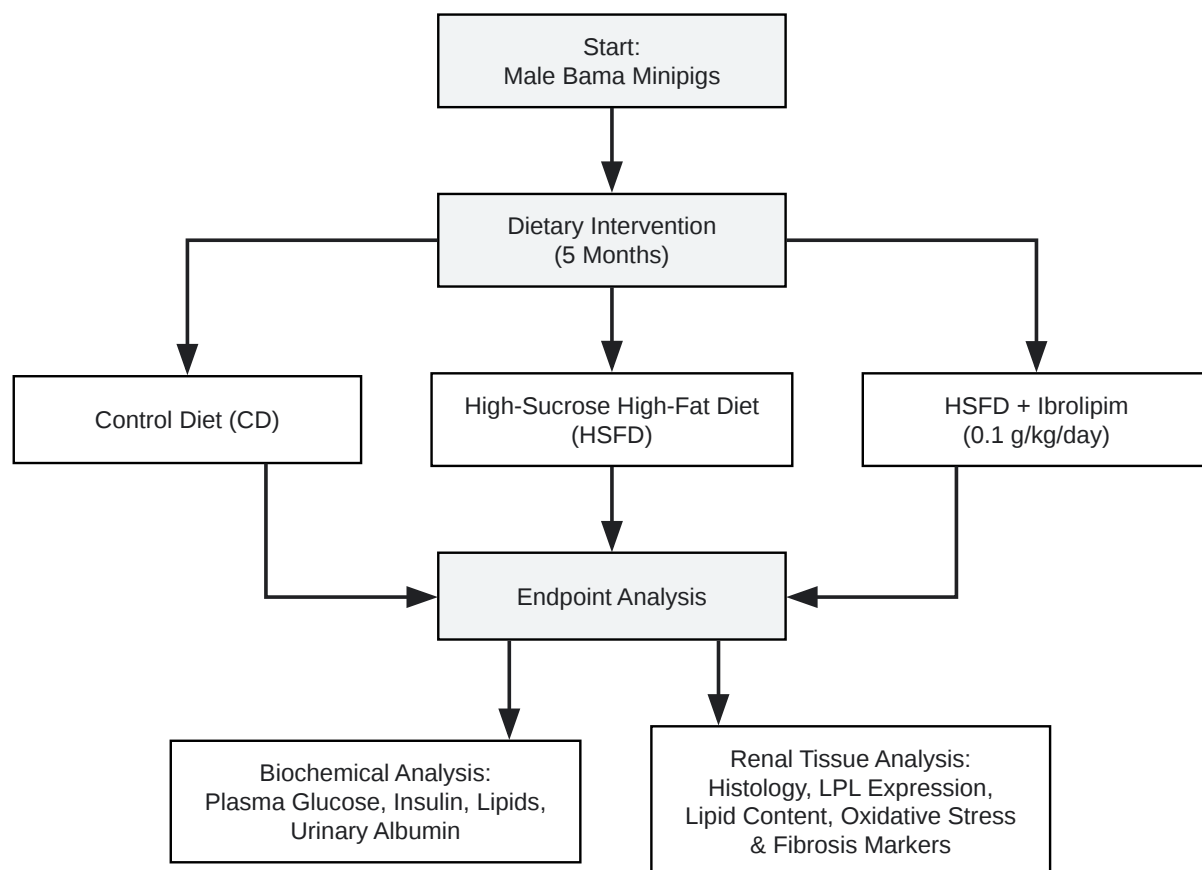 Start:
Male Bama Minipigs
Dietary Intervention
(5 Months)
Control Diet (CD)
High-Sucrose High-Fat Diet
(HSFD)
HSFD + Ibrolipim
(0.1 g/kg/day)
Endpoint Analysis
Biochemical Analysis:
Plasma Glucose, Insulin, Lipids,
Urinary Albumin
Renal Tissue Analysis:
Histology, LPL Expression,
Lipid Content, Oxidative Stress
& Fibrosis Markers